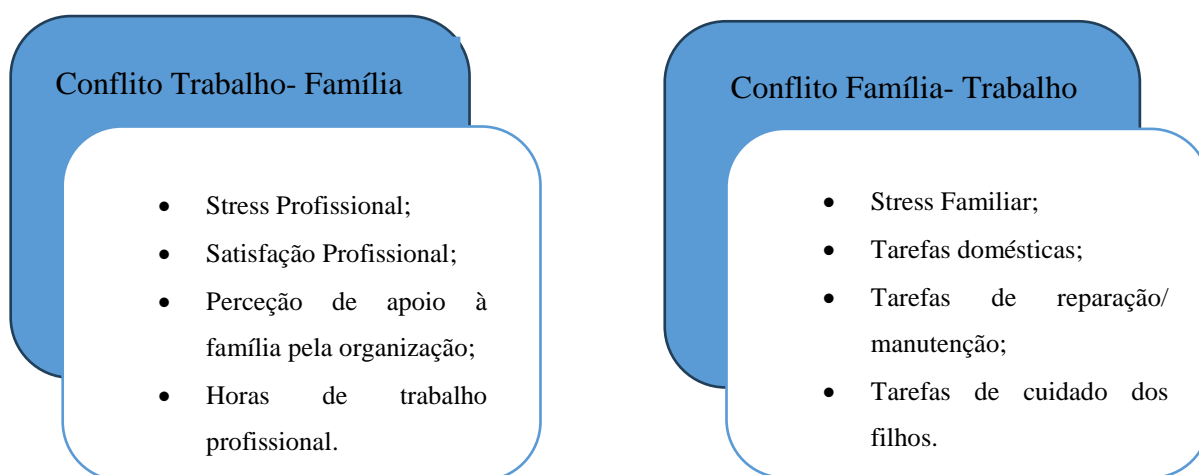 Conflito Trabalho- Família
• Stress Profissional;
• Satisfação Profissional;
• Perceção de apoio à
família pela organização;
• Horas de trabalho
profissional.
Conflito Família- Trabalho
• Stress Familiar;
• Tarefas domésticas;
• Tarefas de reparação/
manutenção;
• Tarefas de cuidado dos
filhos.